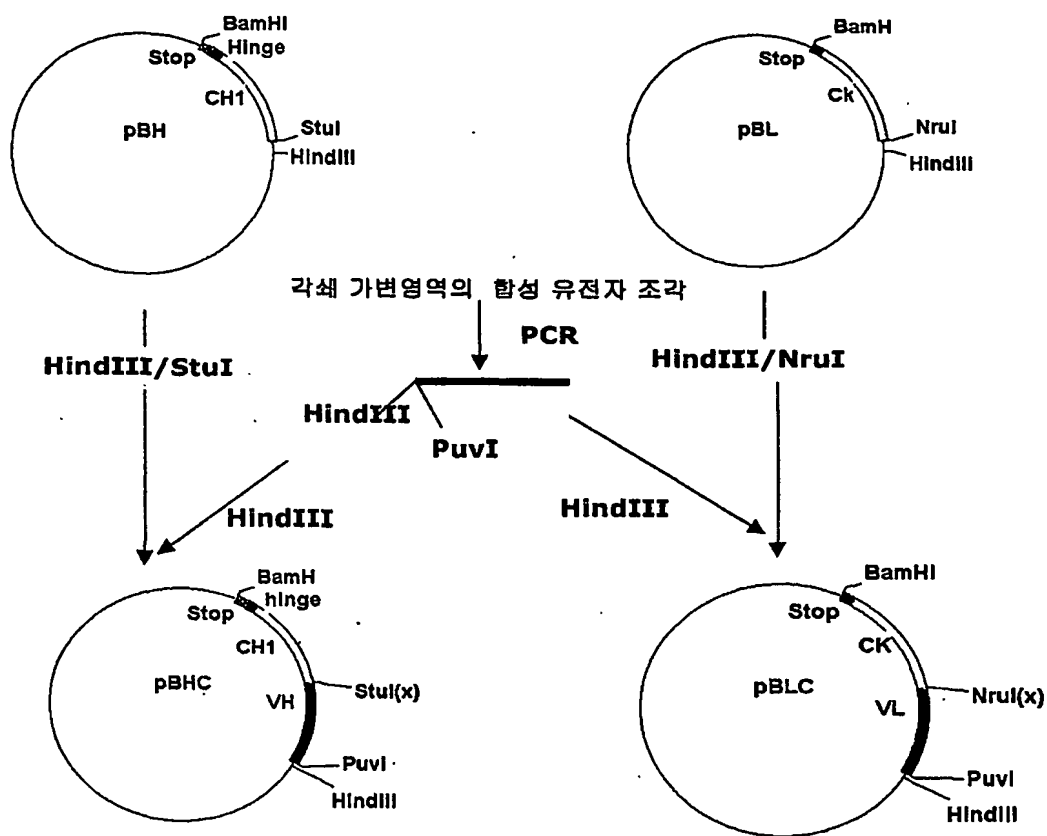 BamHI
Hinge
Stop
CH1
pBH
StuI
HindIII
BamH
Stop
Ck
pBL
NruI
HindIII
각쇄 가변영역의 합성 유전자 조각
PCR
HindIII/StuI
HindIII/NruI
HindIII
PuvI
HindIII
HindIII
BamH
hinge
Stop
CH1
pBHC
VH
StuI(x)
PuvI
HindIII
BamHI
Stop
CK
pBLC
VL
NruI(x)
PuvI
HindIII